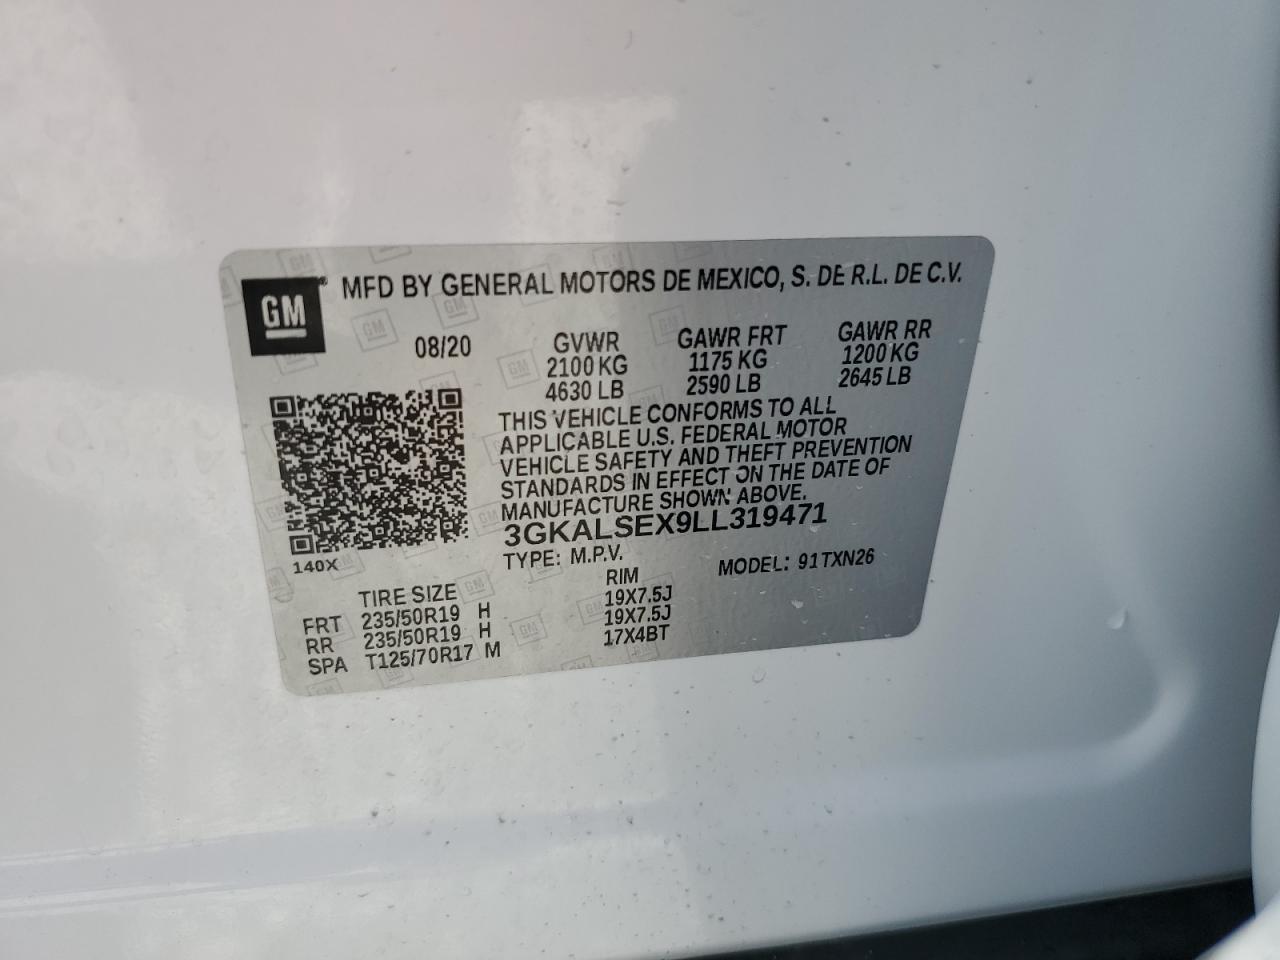 GM MFD BY GENERAL MOTORS DE MEXICO, S. DE R.L. DE C.V.
08/20 GVWR GAWR FRT GAWR RR
2100 KG 1175 KG 1200 KG
4630 LB 2590 LB 2645 LB
THIS VEHICLE CONFORMS TO ALL
APPLICABLE U.S. FEDERAL MOTOR
VEHICLE SAFETY AND THEFT PREVENTION
STANDARDS IN EFFECT ON THE DATE OF
MANUFACTURE SHOWN ABOVE.
3GKALSEX9LL319471
140X TYPE: M.P.V. MODEL: 91TXN26
TIRE SIZE RIM
FRT 235/50R19 H 19X7.5J
RR 235/50R19 H 19X7.5J
SPA T125/70R17 M 17X4BT